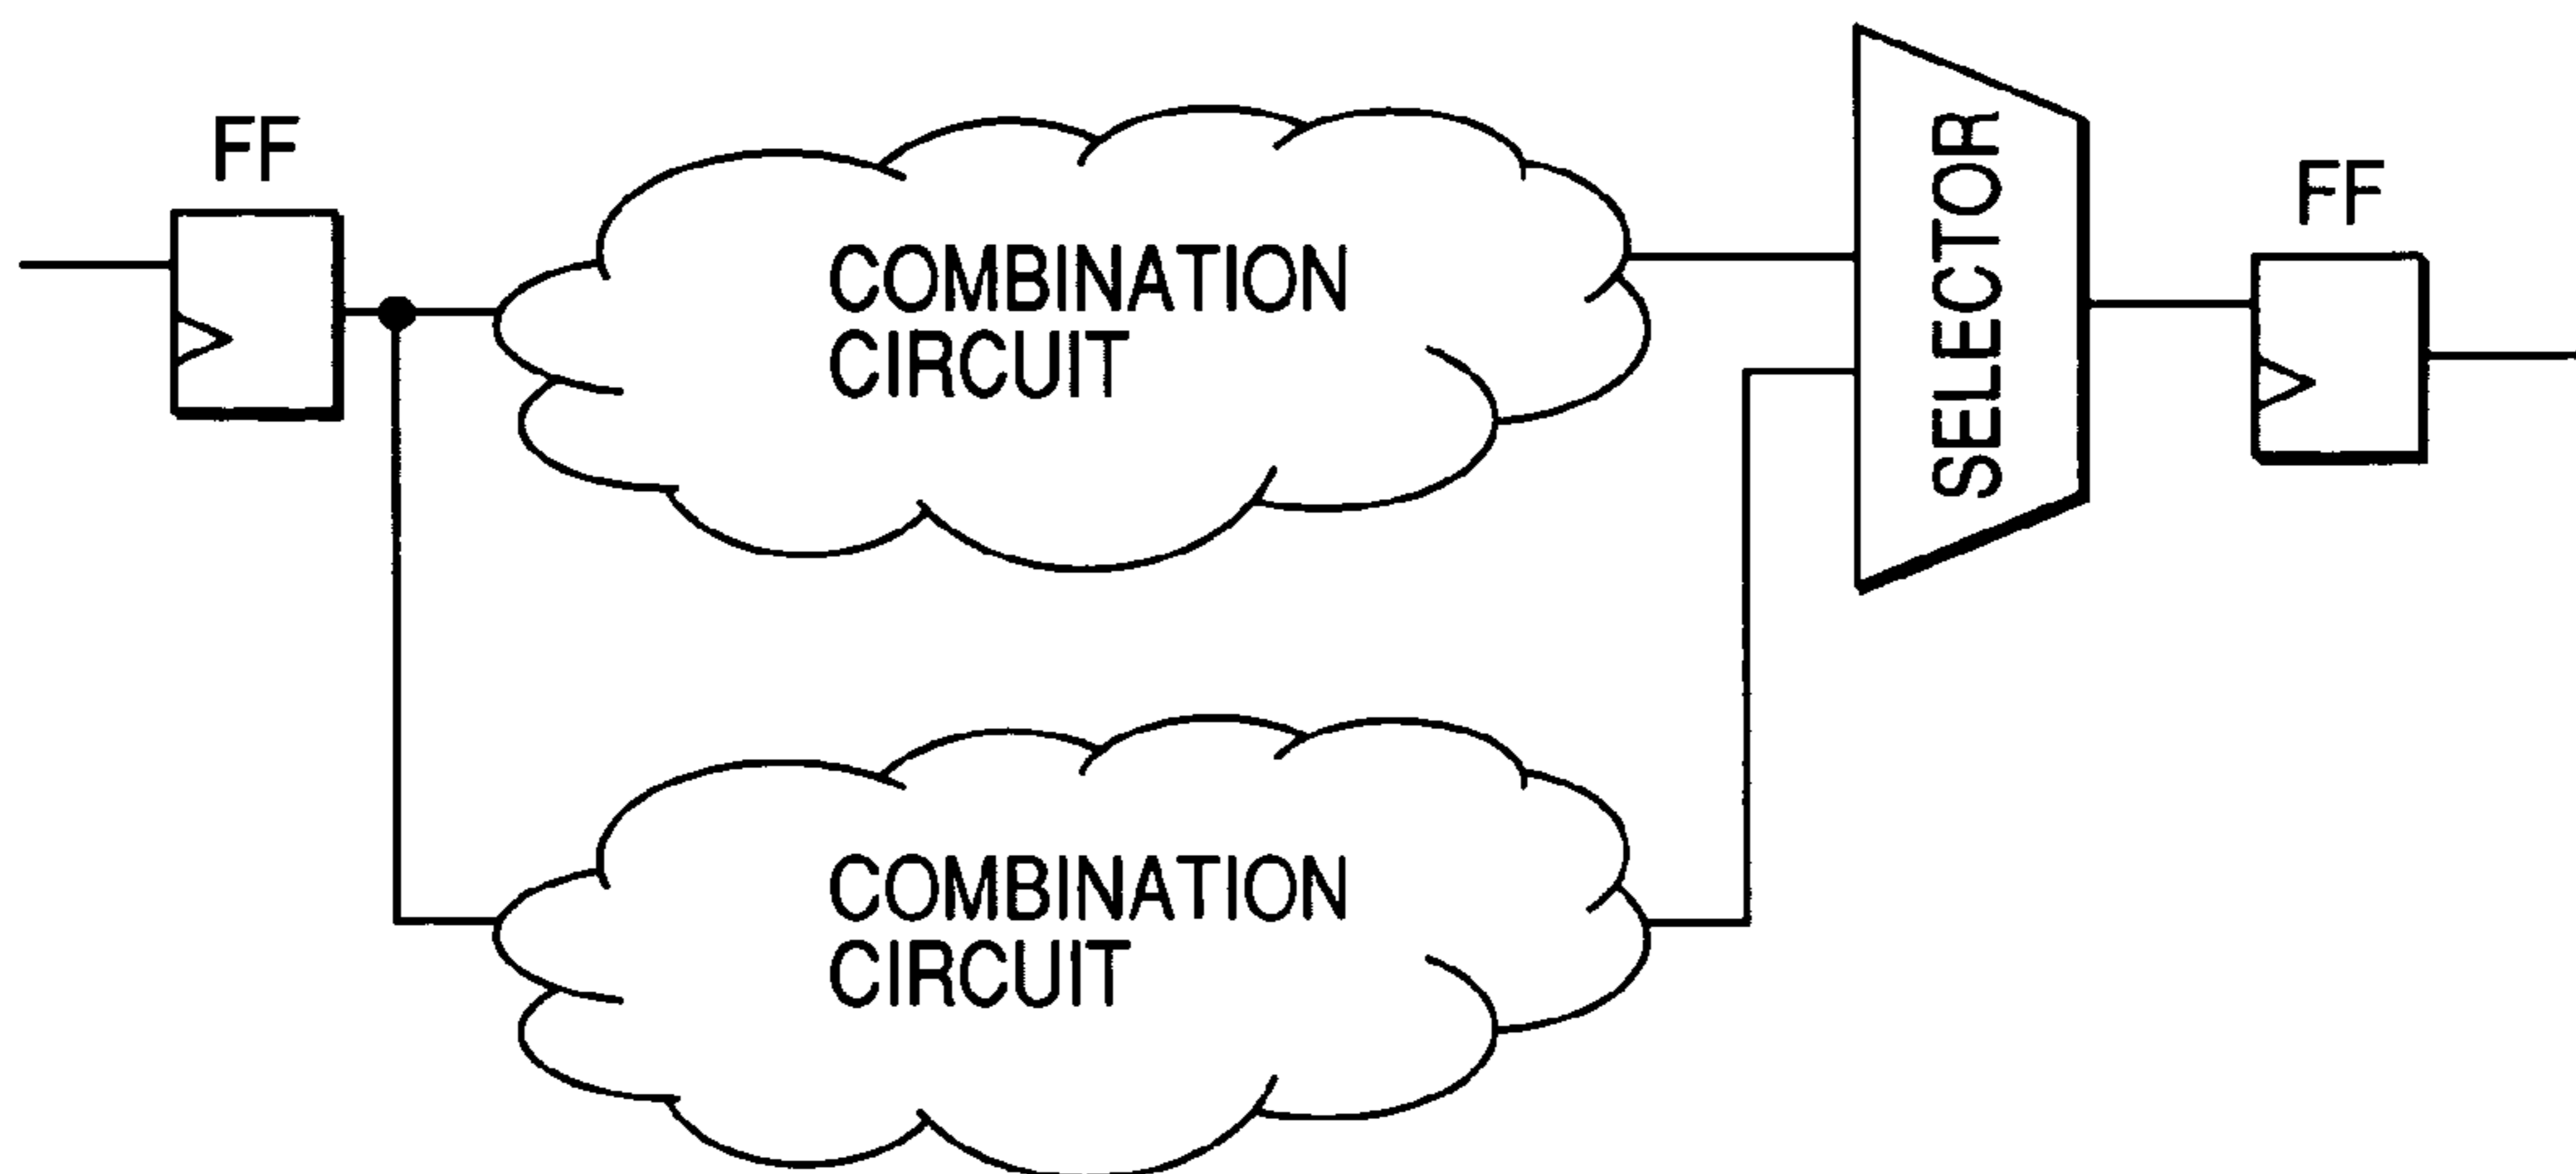 FF
COMBINATION
CIRCUIT
SELECTOR
FF
COMBINATION
CIRCUIT